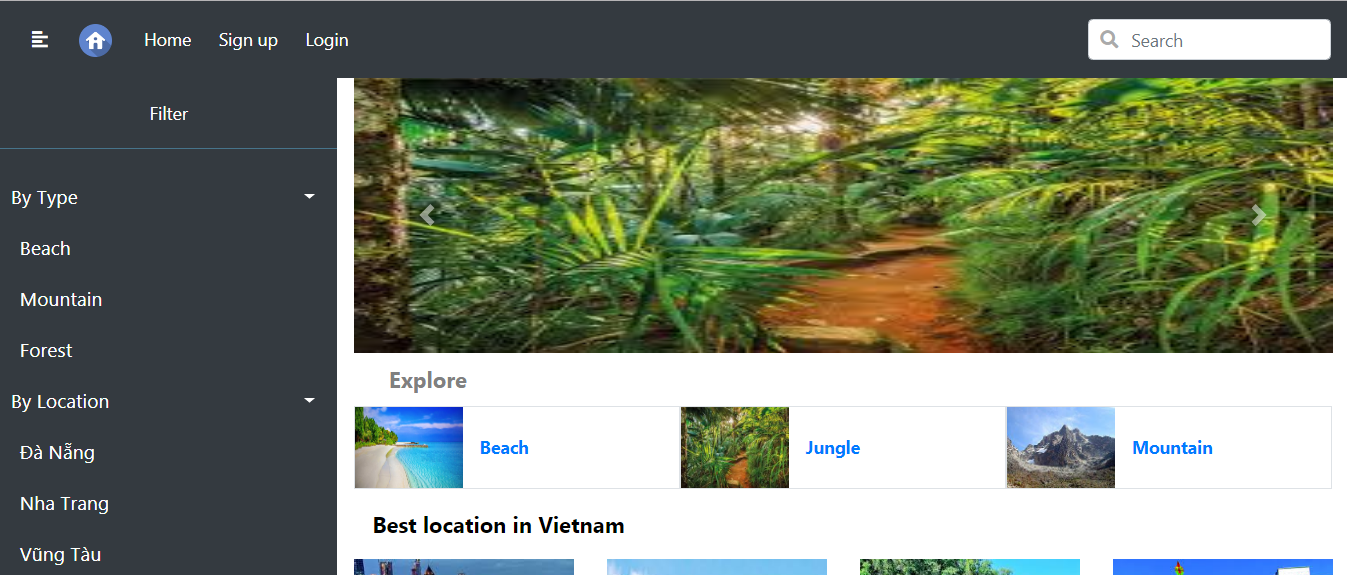 Home Sign up Login Search
Filter
By Type
Beach
Mountain
Forest
By Location
Đà Nẵng
Nha Trang
Vũng Tàu
Explore
Beach Jungle Mountain
Best location in Vietnam